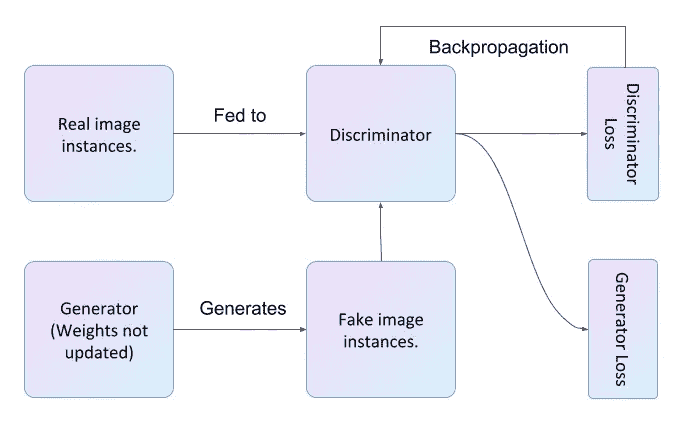 Backpropagation
Real image
instances.
Fed to
Discriminator
Discriminator
Loss
Generator
(Weights not
updated)
Generates
Fake image
instances.
Generator Loss